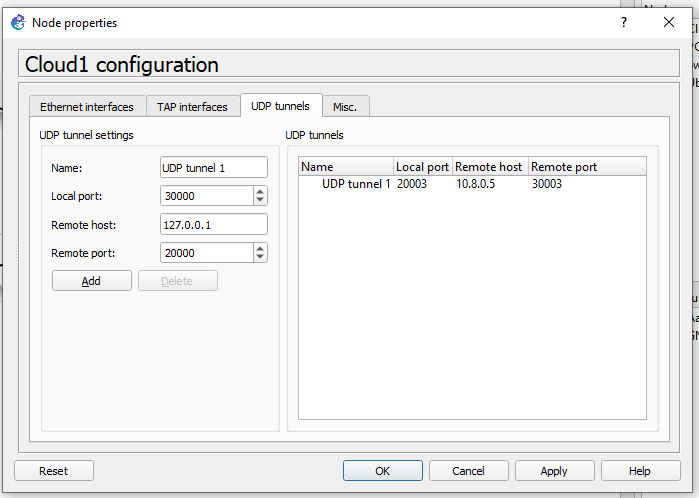 Node properties
Cloud1 configuration
Ethernet interfaces TAP interfaces UDP tunnels Misc.
UDP tunnel settings
Name: UDP tunnel 1
Local port: 30000
Remote host: 127.0.0.1
Remote port: 20000
Add Delete
UDP tunnels
Name Local port Remote host Remote port
UDP tunnel 1 20003 10.8.0.5 30003
Reset OK Cancel Apply Help